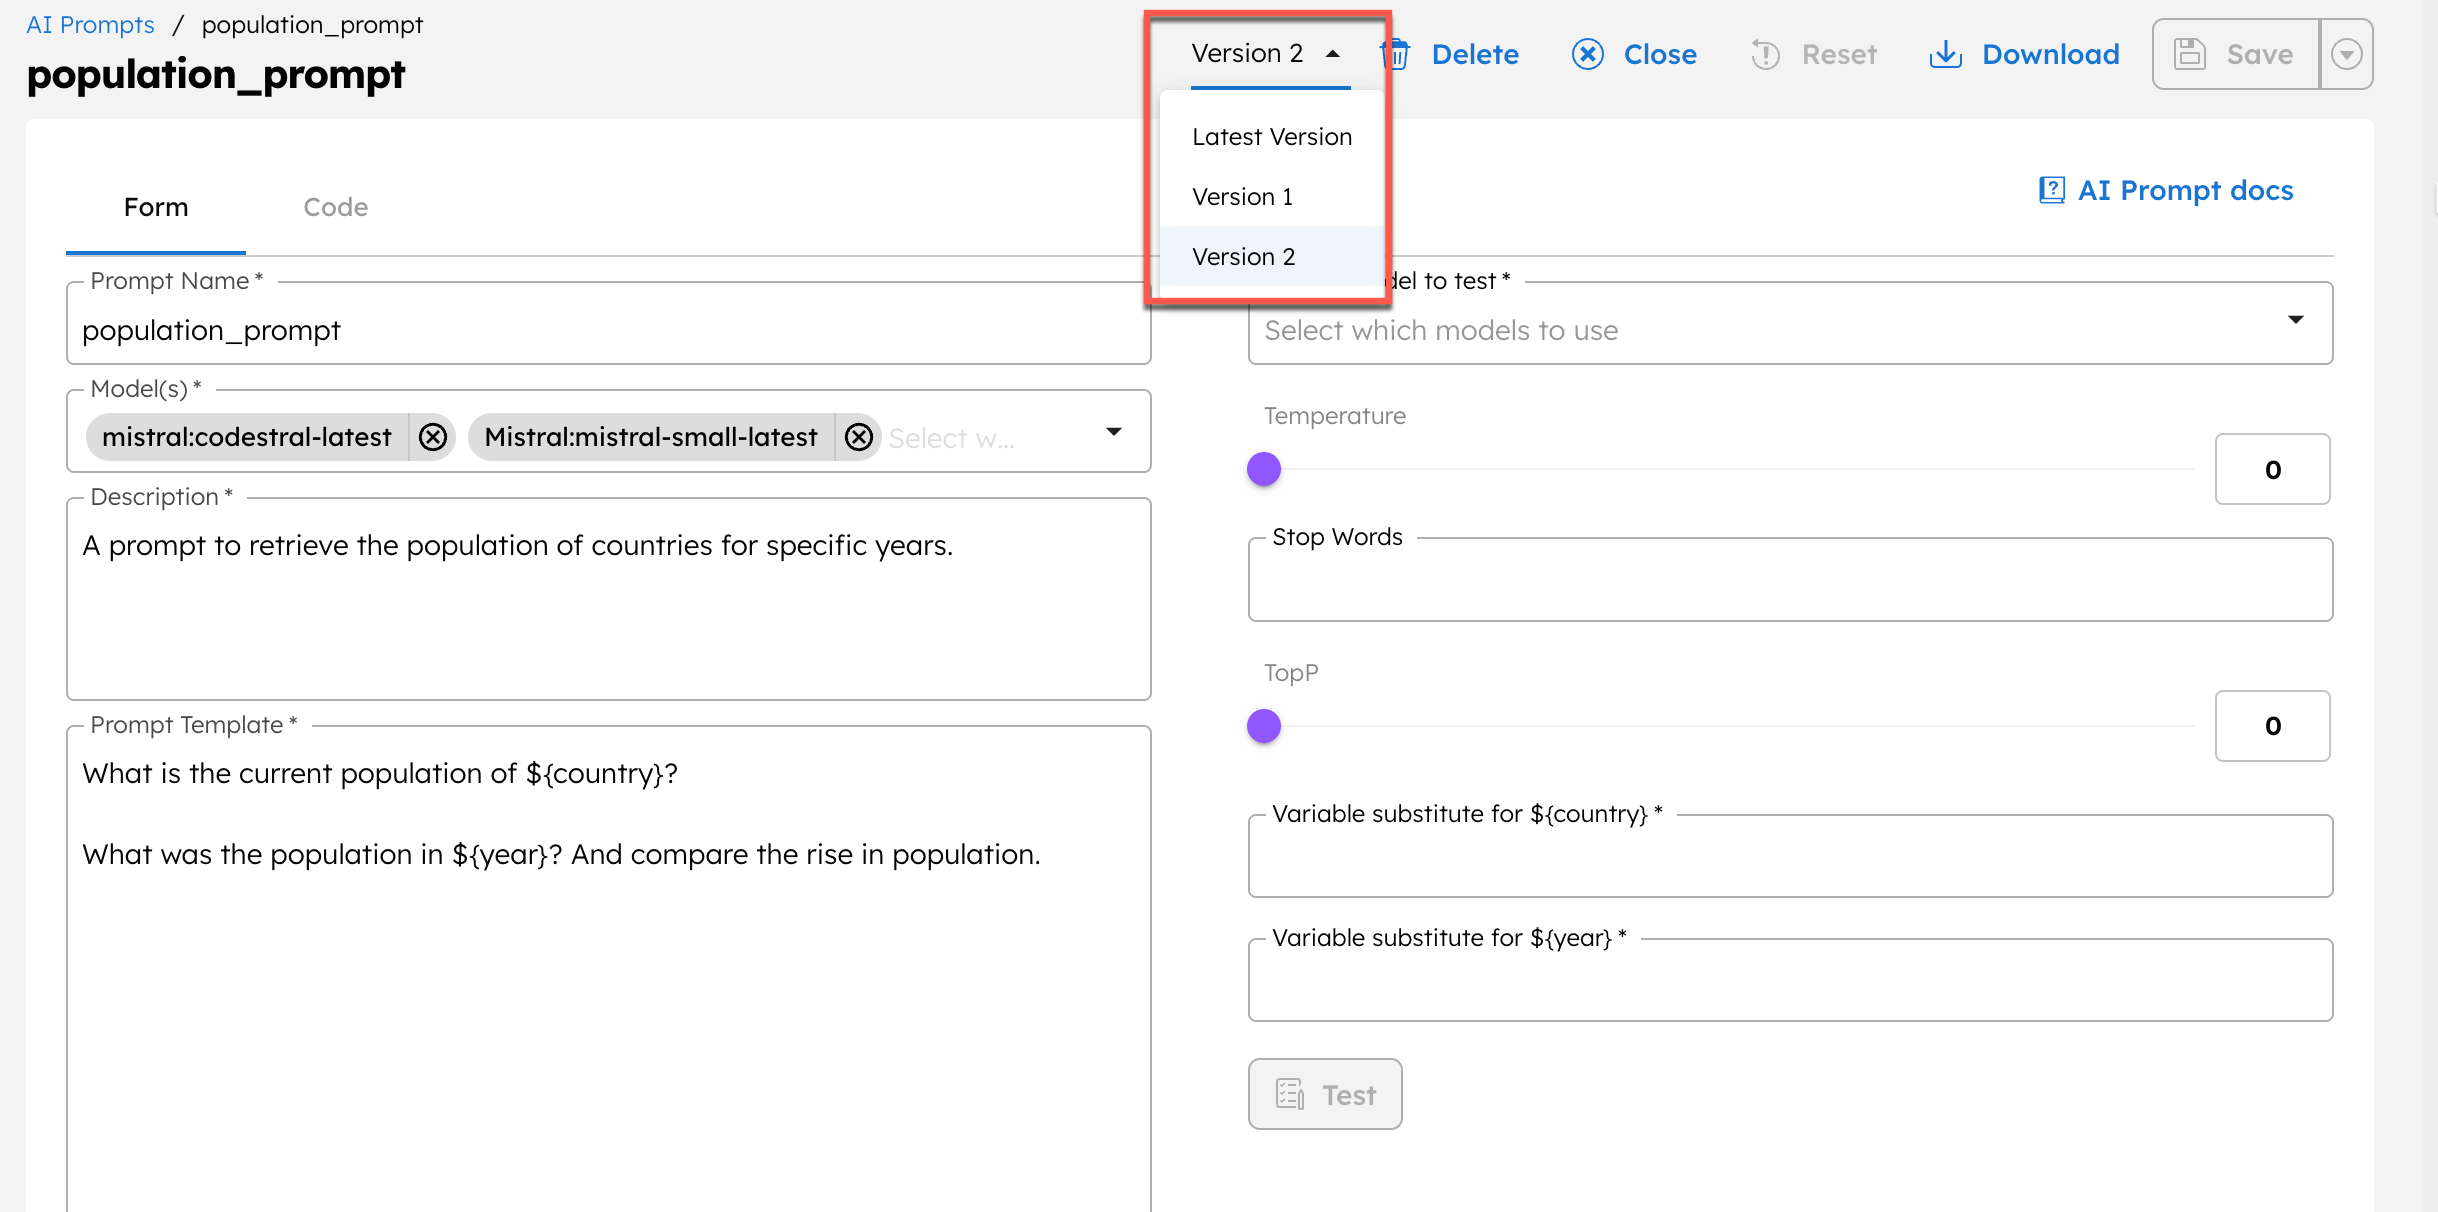 AI Prompts / population_prompt
population_prompt
Version 2
Delete
Close
Reset
Download
Save
Latest Version
Version 1
Version 2
Form
Code
AI Prompt docs
Prompt Name *
population_prompt
Model(s) *
mistral:codestral-latest
Mistral:mistral-small-latest
Select w...
Description *
A prompt to retrieve the population of countries for specific years.
Prompt Template *
What is the current population of ${country}?
What was the population in ${year}? And compare the rise in population.
to test *
Select which models to use
Temperature
0
Stop Words
TopP
0
Variable substitute for ${country} *
Variable substitute for ${year} *
Test